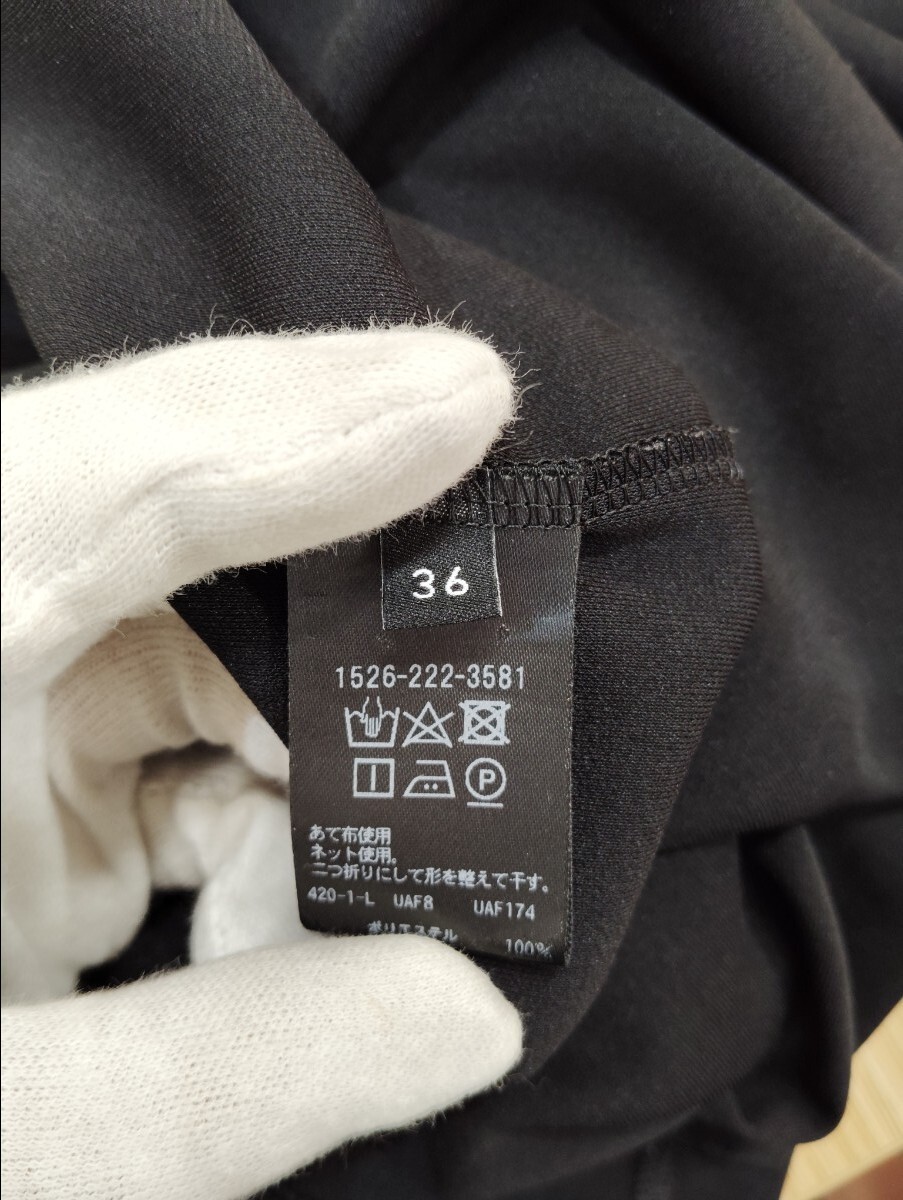 36
1526-222-3581
P
あて布使用
ネット使用。
二つ折りにして形を整えて干す。
420-1-L UAF8 UAF174
ポリエステル 100%